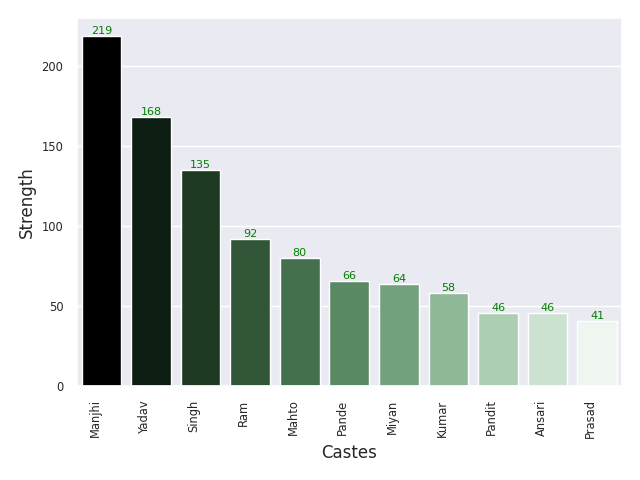 219
168
135
92
80
66
64
58
46
46
41
200
150
100
50
0
Strength
Manjhi
Yadav
Singh
Ram
Mahto
Pande
Miyan
Kumar
Pandit
Ansari
Prasad
Castes